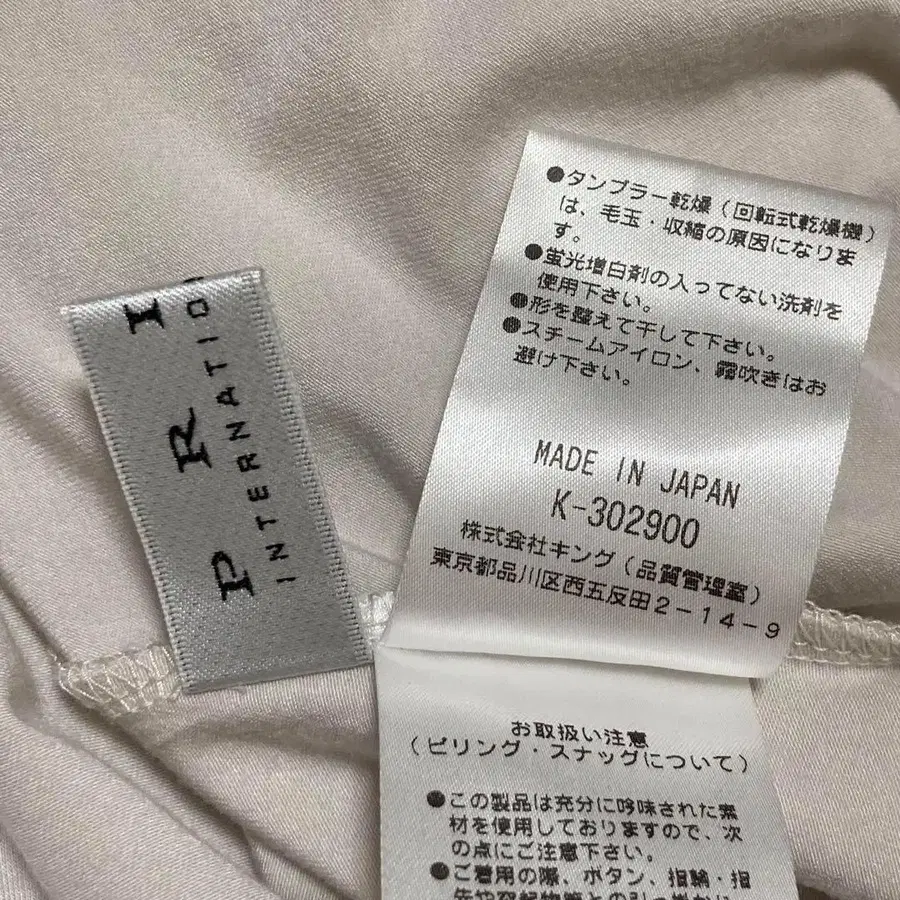 P R I
INTERNATIO
●タンブラー乾燥(回転式乾燥機)
は、毛玉・収縮の原因になりま
す。
●蛍光増白剤の入ってない洗剤を
使用下さい。
●形を整えて干して下さい。
●スチームアイロン、霧吹きはお
避け下さい。
MADE IN JAPAN
K-302900
株式会社キング(品質管理室)
東京都品川区西五反田2-14-9
お取扱い注意
(ピリング・スナッグについて)
●この製品は充分に吟味された素
材を使用しておりますので、次
の点にご注意下さい。
●ご着用の際、ボタン、指輪・指